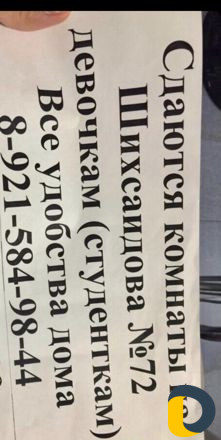 Сдаются комнаты
Шихсаидова №72
девочкам (студенткам)
Все удобства дома
8-921-584-98-44